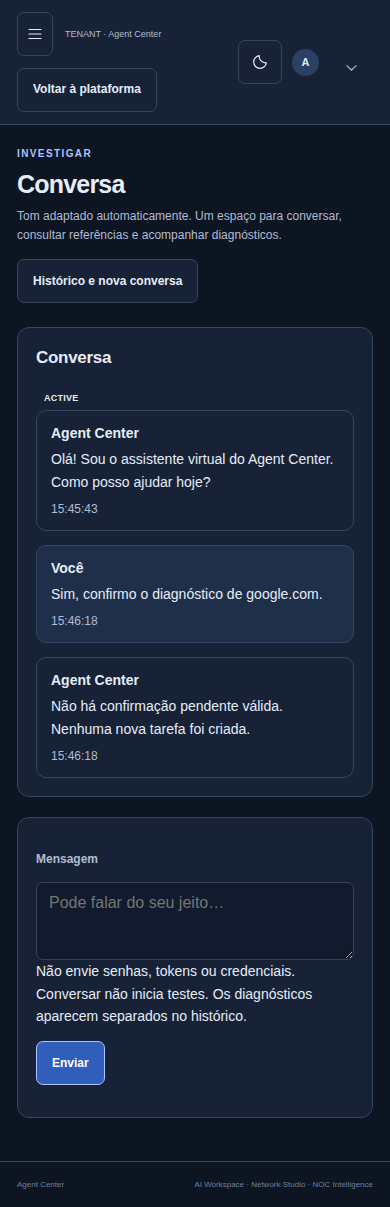 TENANT · Agent Center
Voltar à plataforma
A
INVESTIGAR
Conversa
Tom adaptado automaticamente. Um espaço para conversar,
consultar referências e acompanhar diagnósticos.
Histórico e nova conversa
Conversa
ACTIVE
Agent Center
Olá! Sou o assistente virtual do Agent Center.
Como posso ajudar hoje?
15:45:43
Você
Sim, confirmo o diagnóstico de google.com.
15:46:18
Agent Center
Não há confirmação pendente válida.
Nenhuma nova tarefa foi criada.
15:46:18
Mensagem
Pode falar do seu jeito…
Não envie senhas, tokens ou credenciais.
Conversar não inicia testes. Os diagnósticos
aparecem separados no histórico.
Enviar
Agent Center
AI Workspace · Network Studio · NOC Intelligence